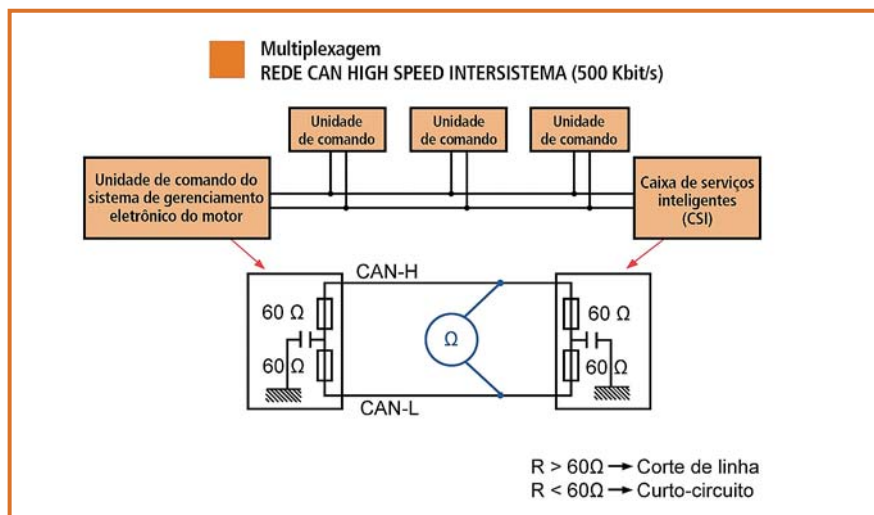 Multiplexagem
REDE CAN HIGH SPEED INTERSISTEMA (500 Kbit/s)
Unidade
de comando
Unidade
de comando
Unidade
de comando
Unidade de comando do
sistema de gerenciamento
eletrônico do motor
Caixa de serviços
inteligentes
(CSI)
CAN-H
60 Ω
60 Ω
Ω
60 Ω
60 Ω
CAN-L
R > 60Ω → Corte de linha
R < 60Ω → Curto-circuito